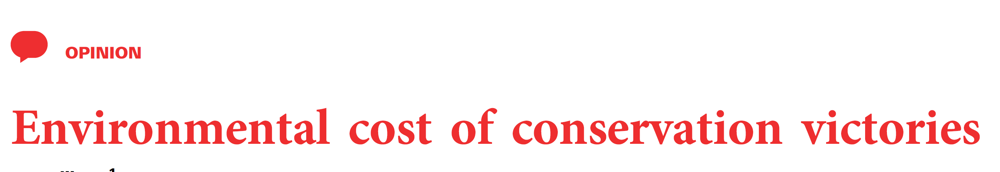 OPINION
Environmental cost of conservation victories